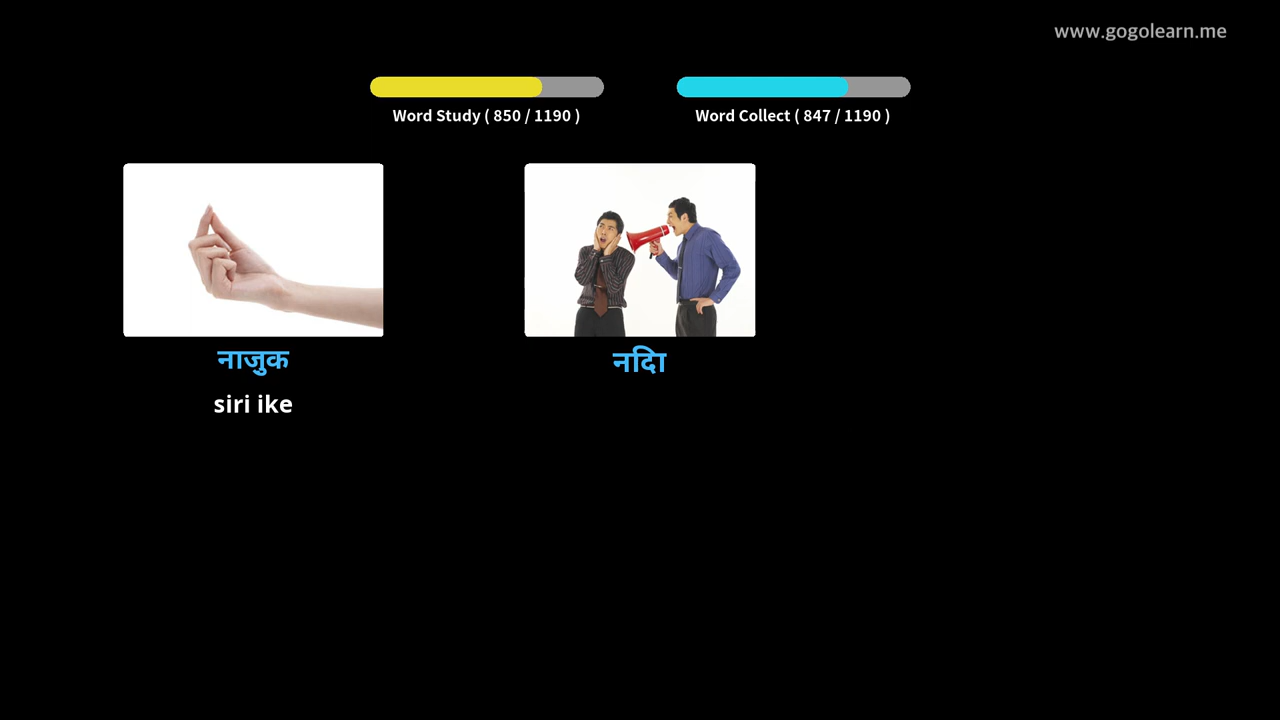 www.gogolearn.me
Word Study ( 850 / 1190 )
Word Collect ( 847 / 1190 )
नाजुक
नदिा
siri ike